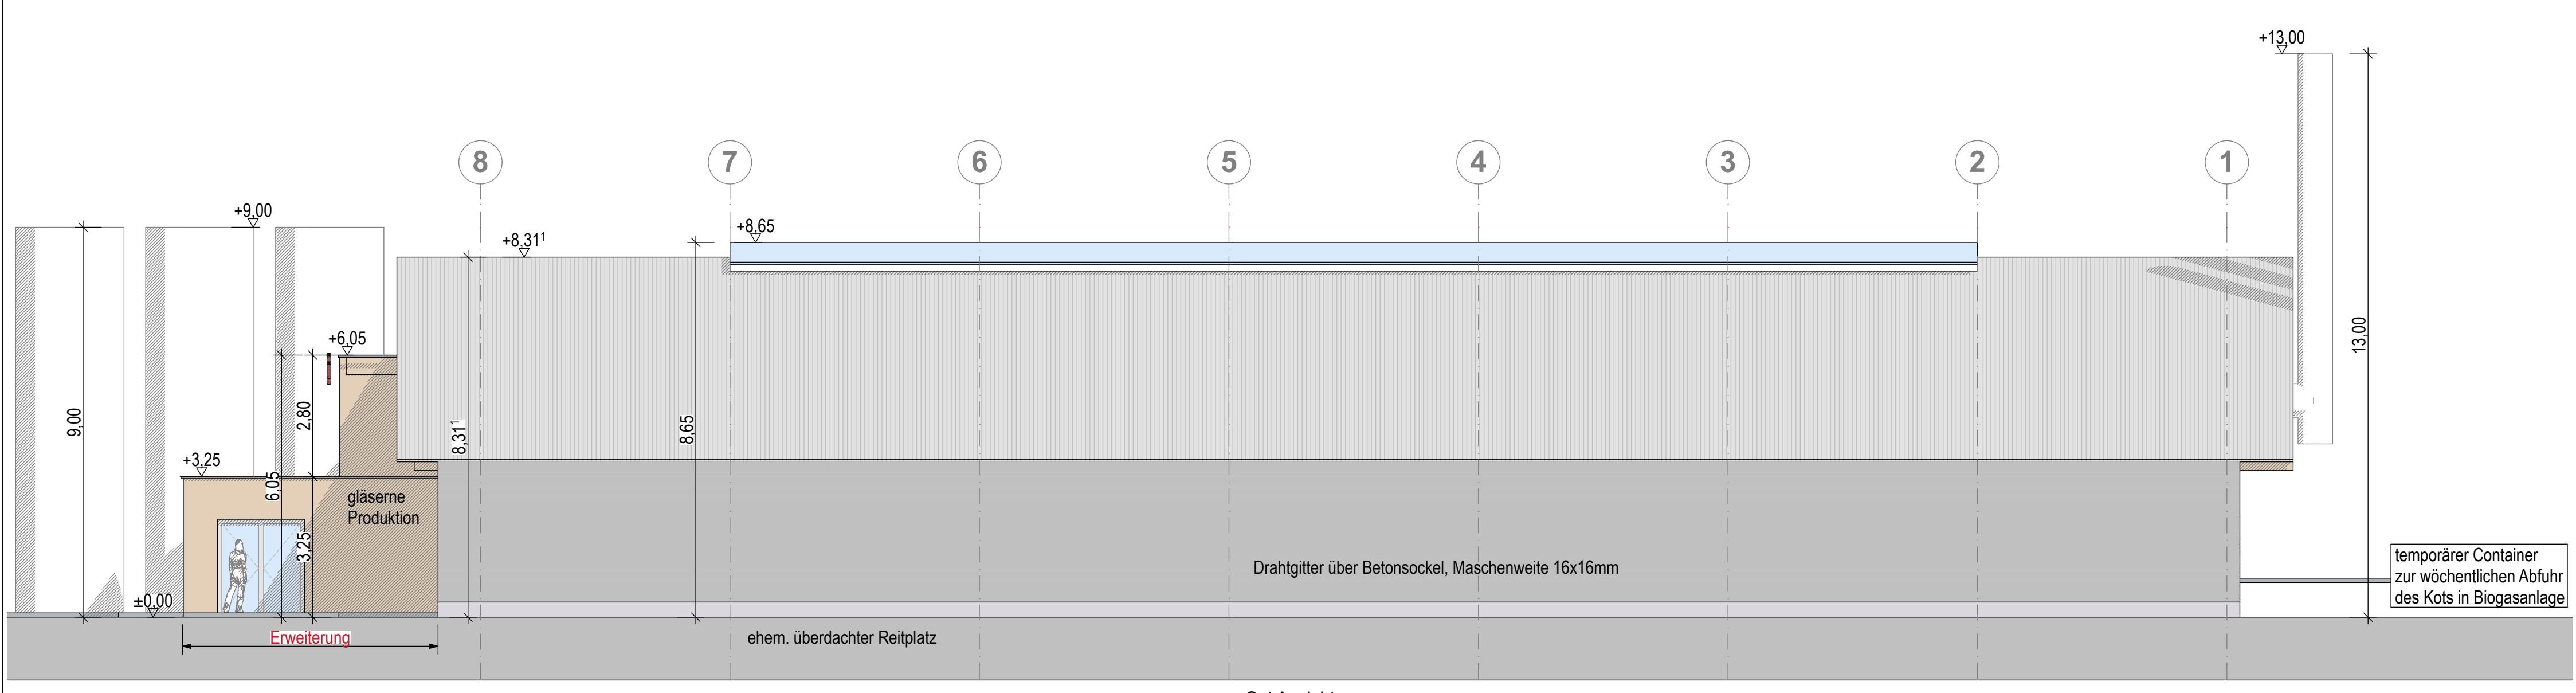 +13,00
8
7
6
5
4
3
2
1
+9,00
+8,65
+8,31¹
+6,05
13,00
9,00
2,80
8,31¹
8,65
+3,25
6,05
gläserne
Produktion
3,25
Drahtgitter über Betonsockel, Maschenweite 16x16mm
temporärer Container
zur wöchentlichen Abfuhr
des Kots in Biogasanlage
±0,00
Erweiterung
ehem. überdachter Reitplatz